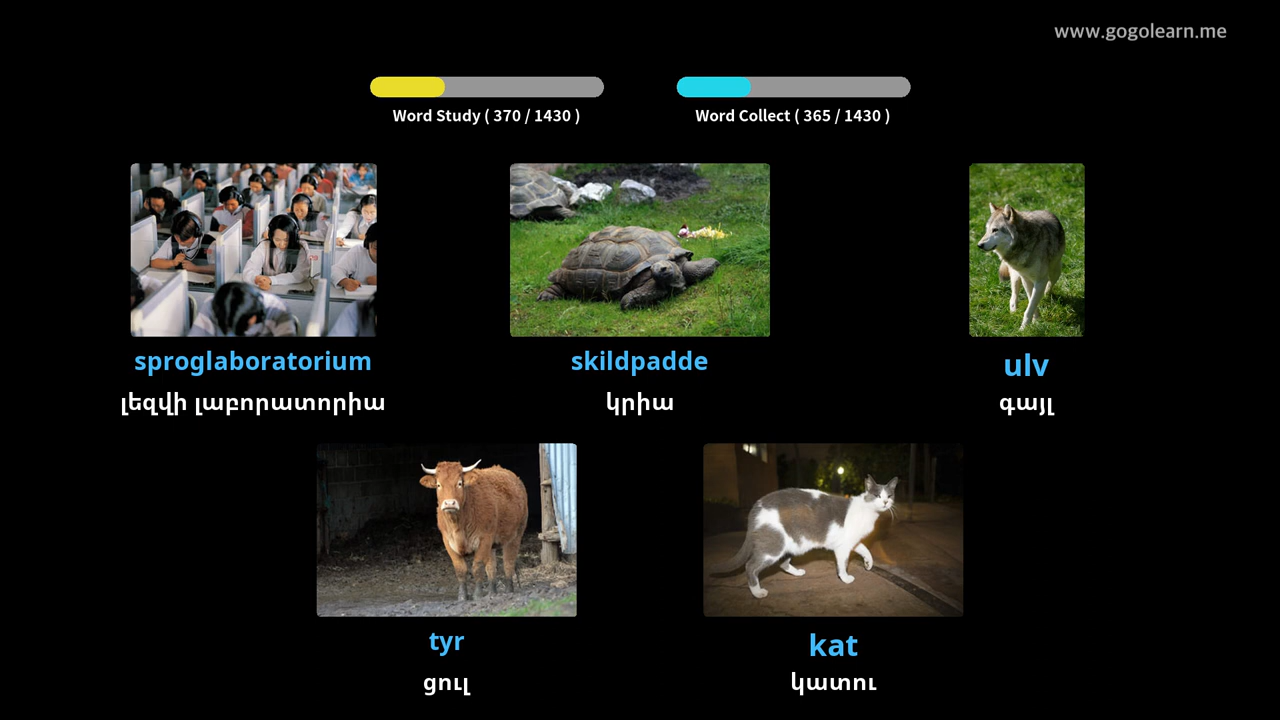 www.gogolearn.me
Word Study ( 370 / 1430 )
Word Collect ( 365 / 1430 )
sproglaboratorium
լեզվի լաբորատորիա
skildpadde
կրիա
ulv
գայլ
tyr
ցուլ
kat
կատու